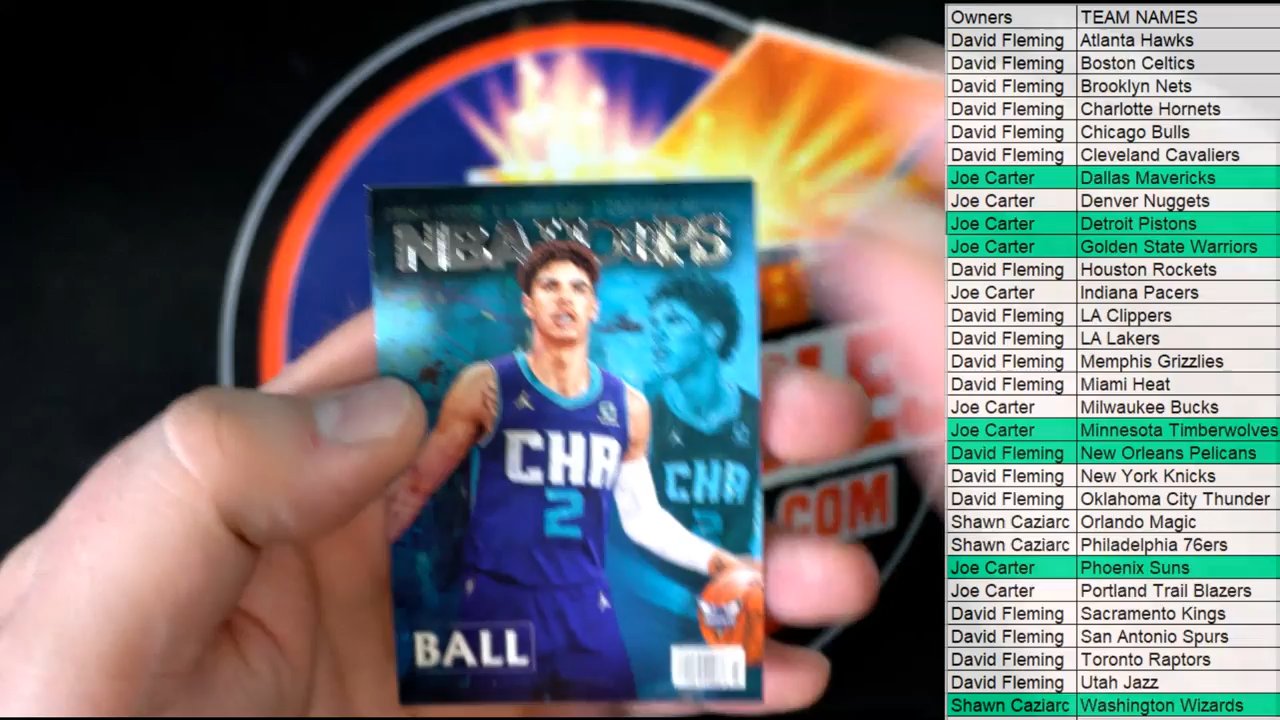 NBA HOOPS
CHA
2
CHA
2
BALL
.COM
Owners TEAM NAMES
David Fleming Atlanta Hawks
David Fleming Boston Celtics
David Fleming Brooklyn Nets
David Fleming Charlotte Hornets
David Fleming Chicago Bulls
David Fleming Cleveland Cavaliers
Joe Carter Dallas Mavericks
Joe Carter Denver Nuggets
Joe Carter Detroit Pistons
Joe Carter Golden State Warriors
David Fleming Houston Rockets
Joe Carter Indiana Pacers
David Fleming LA Clippers
David Fleming LA Lakers
David Fleming Memphis Grizzlies
David Fleming Miami Heat
Joe Carter Milwaukee Bucks
Joe Carter Minnesota Timberwolves
David Fleming New Orleans Pelicans
David Fleming New York Knicks
David Fleming Oklahoma City Thunder
Shawn Caziarc Orlando Magic
Shawn Caziarc Philadelphia 76ers
Joe Carter Phoenix Suns
Joe Carter Portland Trail Blazers
David Fleming Sacramento Kings
David Fleming San Antonio Spurs
David Fleming Toronto Raptors
David Fleming Utah Jazz
Shawn Caziarc Washington Wizards